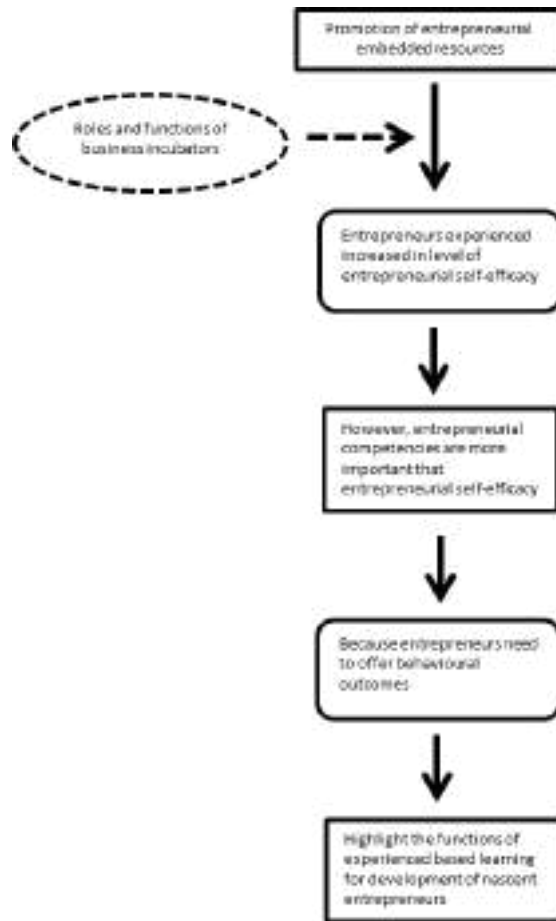 Promotion of entrepreneurial
embedded resources
Roles and functions of
business incubators
Entrepreneurs experienced
increased in level of
entrepreneurial self-efficacy
However, entrepreneurial
competencies are more
important that
entrepreneurial self-efficacy
Because entrepreneurs need
to offer behavioural
outcomes
Highlight the functions of
experienced based learning
for development of nascent
entrepreneurs